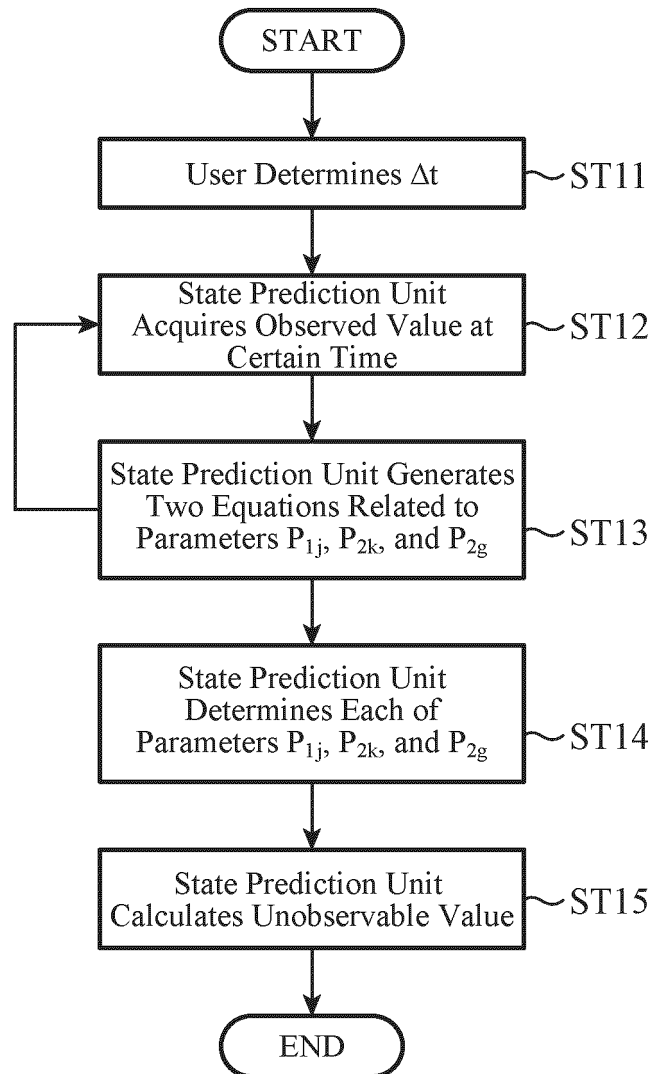 START
User Determines Δt
ST11
State Prediction Unit
Acquires Observed Value at
Certain Time
ST12
State Prediction Unit Generates
Two Equations Related to
Parameters P1j, P2k, and P2g
ST13
State Prediction Unit
Determines Each of
Parameters P1j, P2k, and P2g
ST14
State Prediction Unit
Calculates Unobservable Value
ST15
END